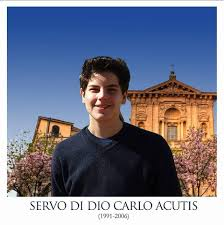 SERVO DI DIO CARLO ACUTIS
(1991-2006)